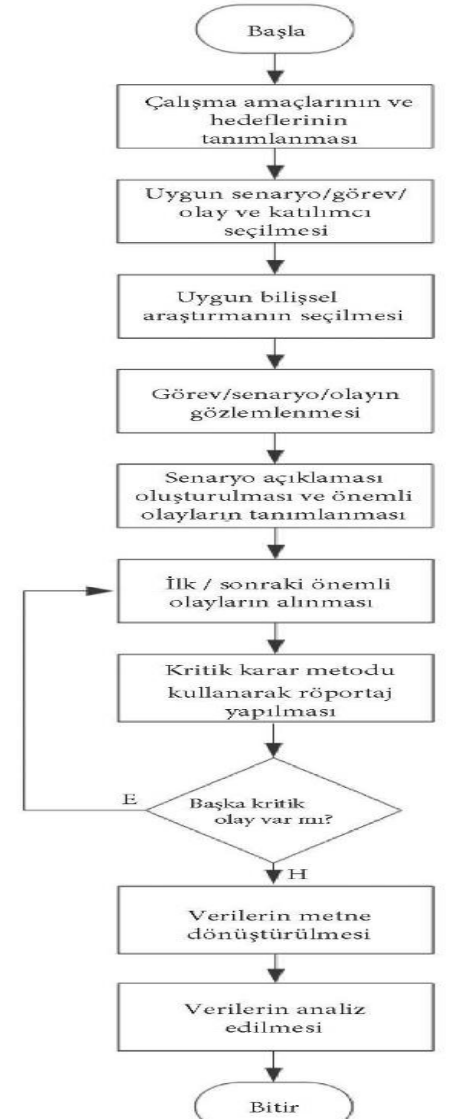 Başla
Çalışma amaçlarının ve
hedeflerinin
tanımlanması
Uygun senaryo/görev/
olay ve katılımcı
seçilmesi
Uygun bilişsel
araştırmanın seçilmesi
Görev/senaryo/olayın
gözlemlenmesi
Senaryo açıklaması
oluşturulması ve önemli
olayların tanımlanması
İlk / sonraki önemli
olayların alınması
Kritik karar metodu
kullanarak röportaj
yapılması
E
Başka kritik
olay var mı?
H
Verilerin metne
dönüştürülmesi
Verilerin analiz
edilmesi
Bitir